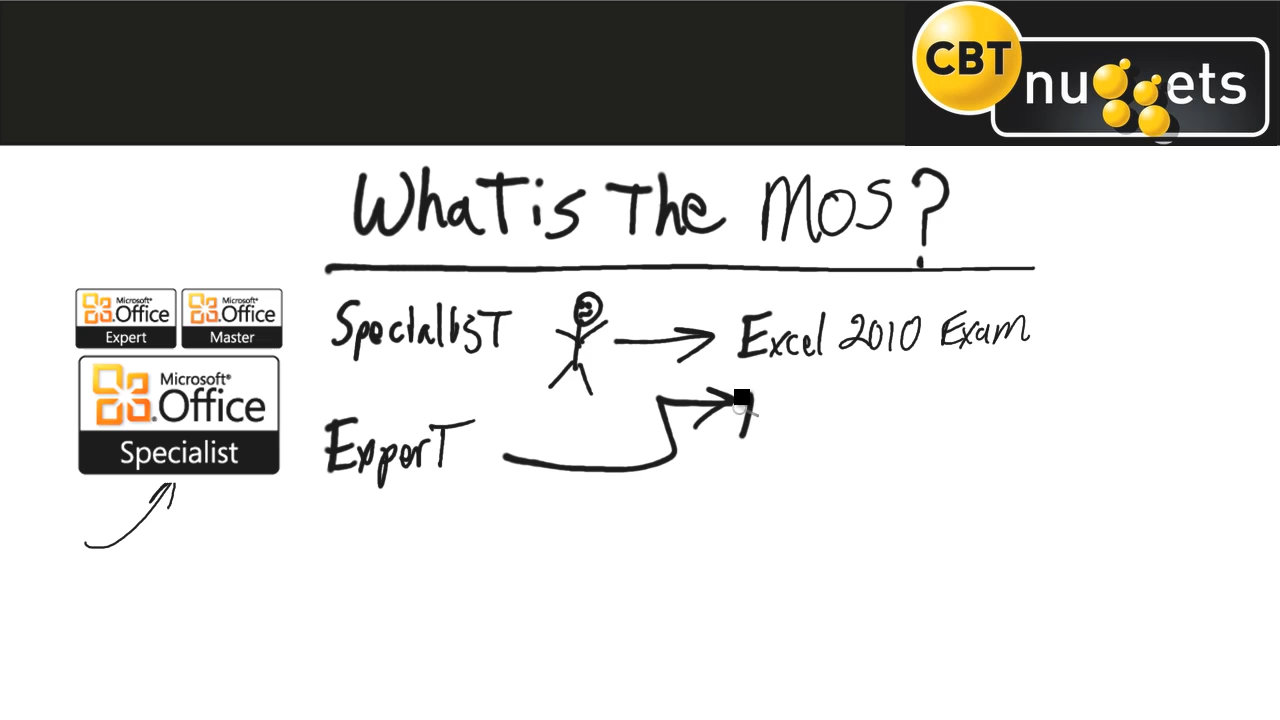 CBT nuggets
What is The MOS?
Microsoft® Office Expert
Microsoft® Office Master
Microsoft® Office Specialist
SpecialisT
Excel 2010 Exam
ExperT